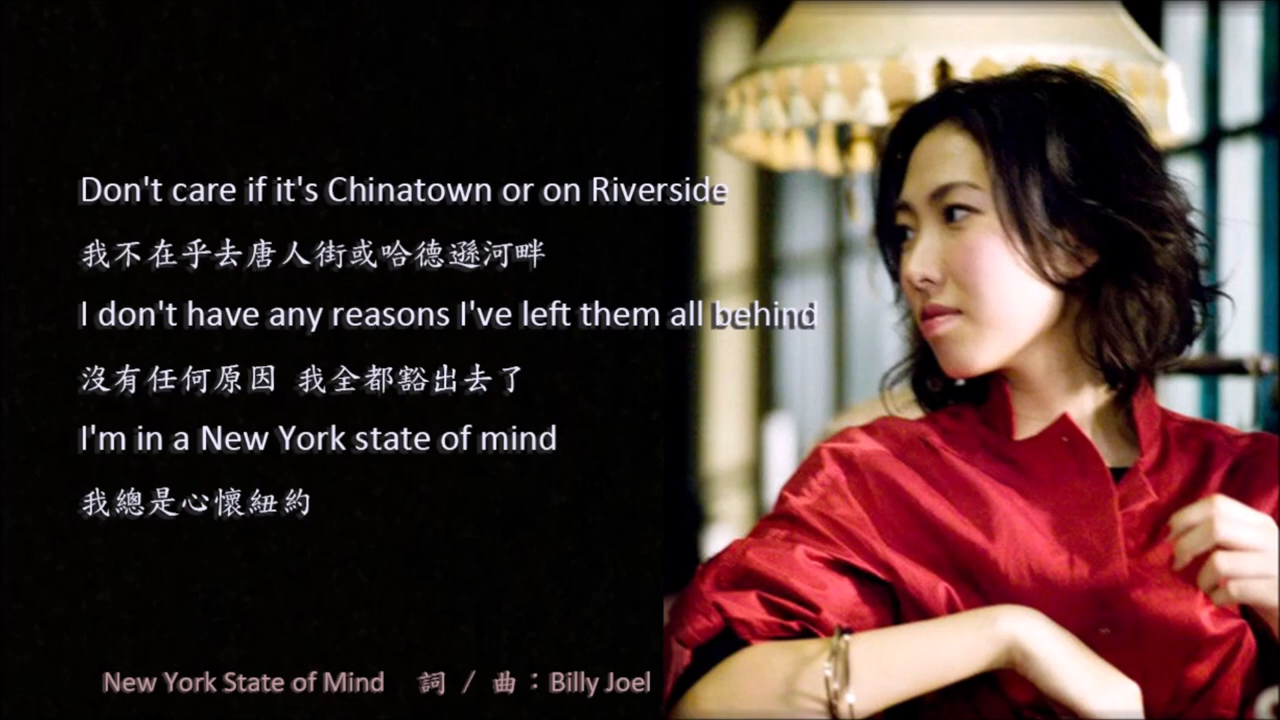 Don't care if it's Chinatown or on Riverside
我不在乎去唐人街或哈德遜河畔
I don't have any reasons I've left them all behind
沒有任何原因 我全都豁出去了
I'm in a New York state of mind
我總是心懷紐約
New York State of Mind 詞 / 曲：Billy Joel